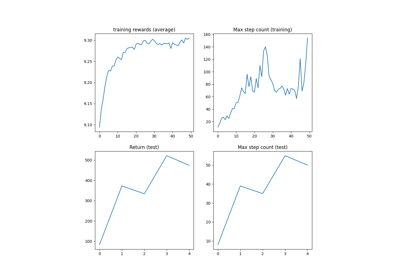 training rewards (average)
Max step count (training)
9.30
9.25
9.20
9.15
9.10
0 10 20 30 40 50
160
140
120
100
80
60
40
20
0 10 20 30 40 50
Return (test)
Max step count (test)
500
400
300
200
100
0 1 2 3 4
50
40
30
20
10
0 1 2 3 4